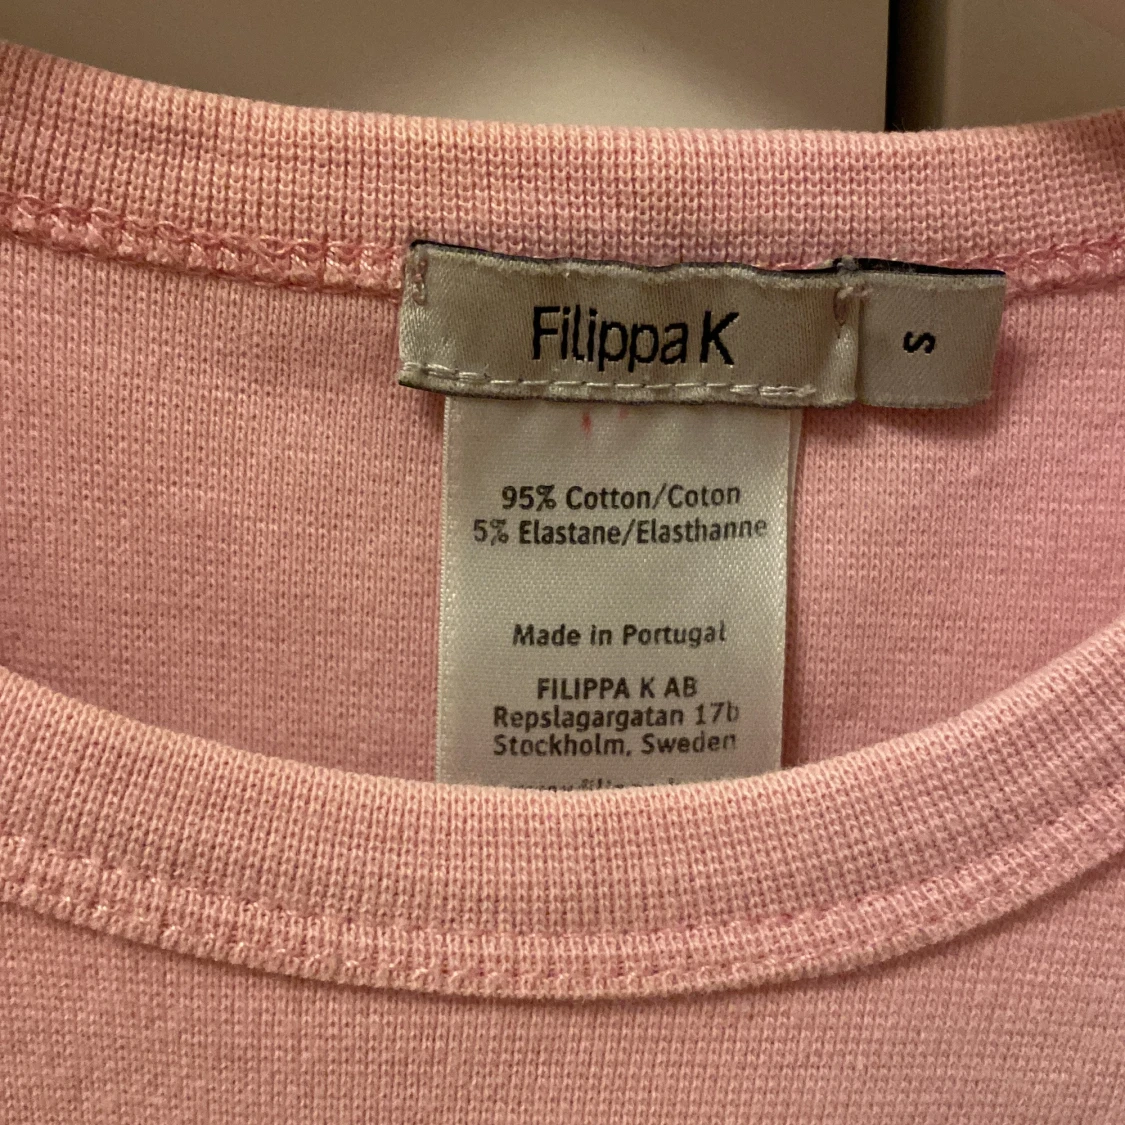 Filippa K
S
95% Cotton/Coton
5% Elastane/Elasthanne
Made in Portugal
FILIPPA K AB
Repslagargatan 17b
Stockholm, Sweden